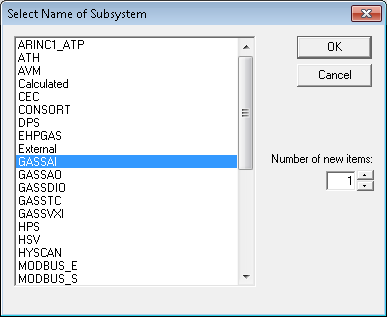 Select Name of Subsystem
ARINC1_ATP
ATH
AVM
Calculated
CEC
CONSORT
DPS
EHPGAS
External
GASSAI
GASSAO
GASSDIO
GASSTC
GASSVXI
HPS
HSV
HYSCAN
MODBUS_E
MODBUS_S
OK
Cancel
Number of new items:
1